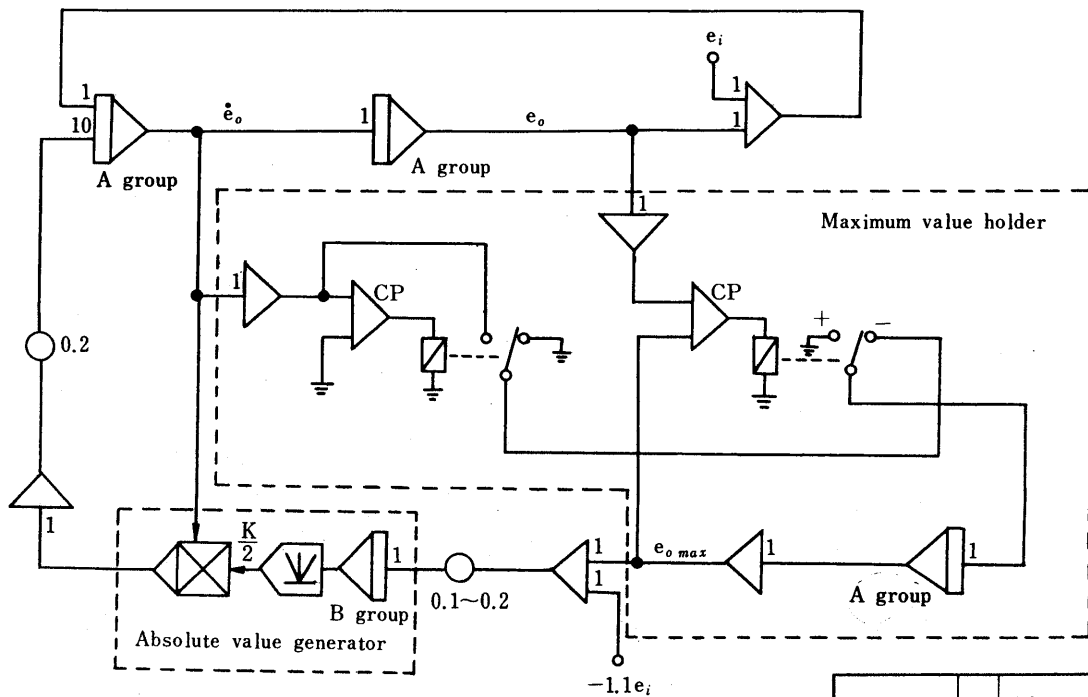 e_i
1
1
1
10
ė_o
1
e_o
A group
A group
1
Maximum value holder
1
CP
CP
+
−
0.2
1
K/2
1
0.1~0.2
1
1
e_o max
1
1
B group
A group
Absolute value generator
−1.1e_i